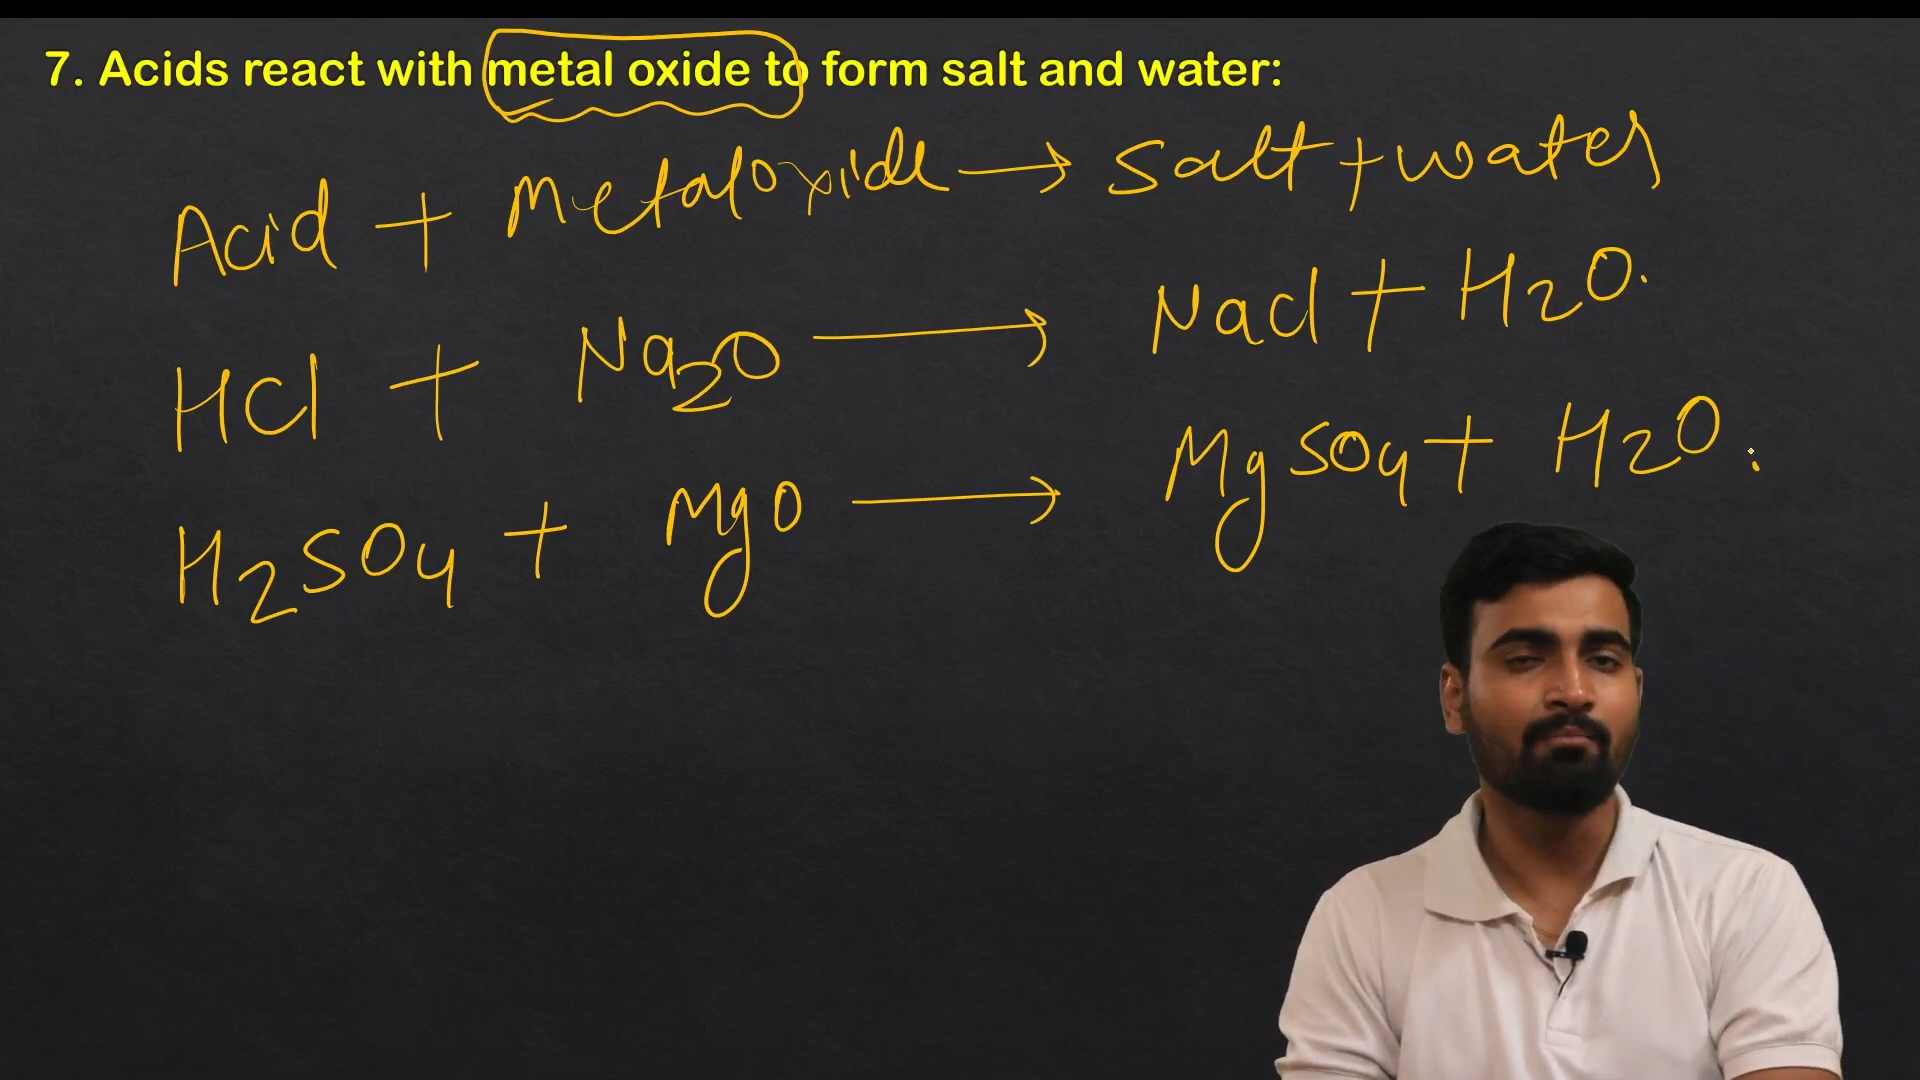 7. Acids react with metal oxide to form salt and water:
Acid + Metaloxide → Salt + water
HCl + Na2O → Nacl + H2O.
H2SO4 + MgO → MgSO4 + H2O.